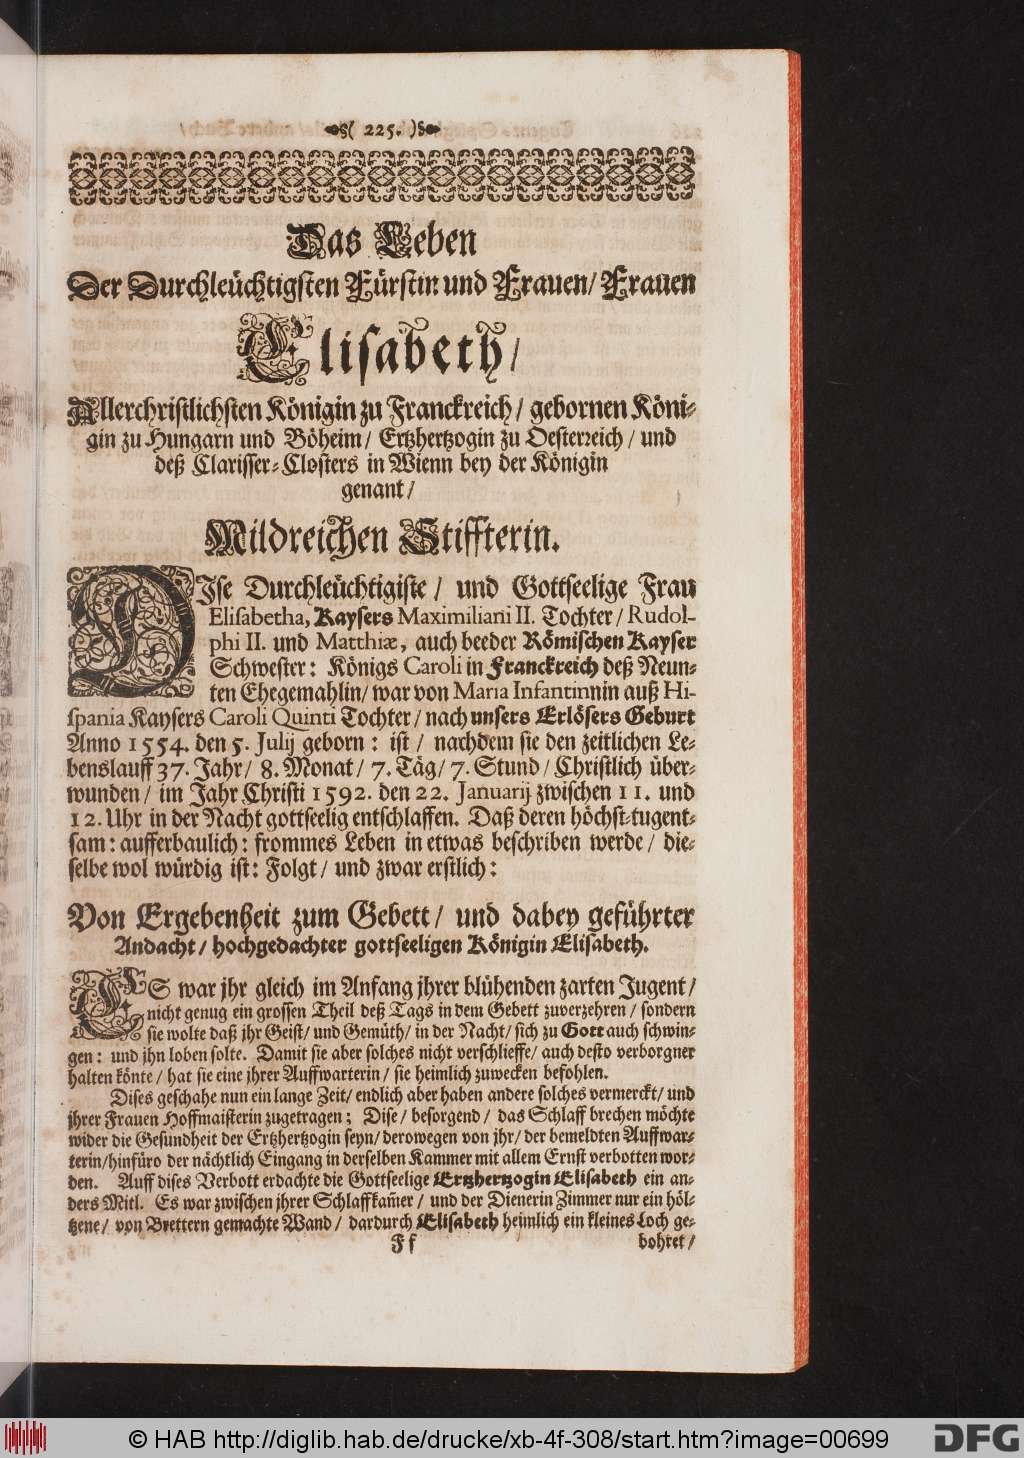 ( 225. )
Das Leben
Der Durchleüchtigsten Fürstin und Frauen/ Frauen
Elisabeth/
Allerchristlichsten Königin zu Franckreich/ gebornen Köni-
gin zu Hungarn und Böheim/ Ertzhertzogin zu Oesterreich/ und
deß Clarisser-Closters in Wienn bey der Königin
genant/
Mildreichen Stiffterin.
DIse Durchleüchtigiste/ und Gottseelige Frau
Elisabetha, Kaysers Maximiliani II. Tochter/ Rudol-
phi II. und Matthiæ, auch beeder Römischen Kayser
Schwester: Königs Caroli in Franckreich deß Neun-
ten Ehegemahlin/ war von Maria Infantinnin auß Hi-
spania Kaysers Caroli Quinti Tochter/ nach unsers Erlösers Geburt
Anno 1554. den 5. Julij geborn: ist/ nachdem sie den zeitlichen Le-
benslauff 37. Jahr/ 8. Monat/ 7. Täg/ 7. Stund/ Christlich über-
wunden/ im Jahr Christi 1592. den 22. Januarij zwischen 11. und
12. Uhr in der Nacht gottseelig entschlaffen. Daß deren höchst-tugent-
sam: aufferbaulich: frommes Leben in etwas beschriben werde/ die-
selbe wol würdig ist: Folgt/ und zwar erstlich:
Von Ergebenheit zum Gebett/ und dabey geführter
Andacht/ hochgedachter gottseeligen Königin Elisabeth.
ES war jhr gleich im Anfang jhrer blühenden zarten Jugent/
nicht genug ein grossen Theil deß Tags in dem Gebett zuverzehren/ sondern
sie wolte daß jhr Geist/ und Gemüth/ in der Nacht/ sich zu Gott auch schwin-
gen: und jhn loben solte. Damit sie aber solches nicht verschlieffe/ auch desto verborgner
halten könte/ hat sie eine jhrer Auffwarterin/ sie heimlich zuwecken befohlen.
Dises geschahe nun ein lange Zeit/ endlich aber haben andere solches vermerckt/ und
jhrer Frauen Hoffmaisterin zugetragen; Dise/ besorgend/ das Schlaff brechen möchte
wider die Gesundheit der Ertzhertzogin seyn/ derowegen von jhr/ der bemeldten Auffwar-
terin/ hinfüro der nächtlich Eingang in derselben Kammer mit allem Ernst verbotten wor-
den. Auff dises Verbott erdachte die Gottseelige Ertzhertzogin Elisabeth ein an-
ders Mitl. Es war zwischen jhrer Schlaffkam̃er/ und der Dienerin Zimmer nur ein höl-
tzene/ von Brettern gemachte Wand/ dardurch Elisabeth heimlich ein kleines Loch ge-
Ff bohret/
© HAB http://diglib.hab.de/drucke/xb-4f-308/start.htm?image=00699
DFG